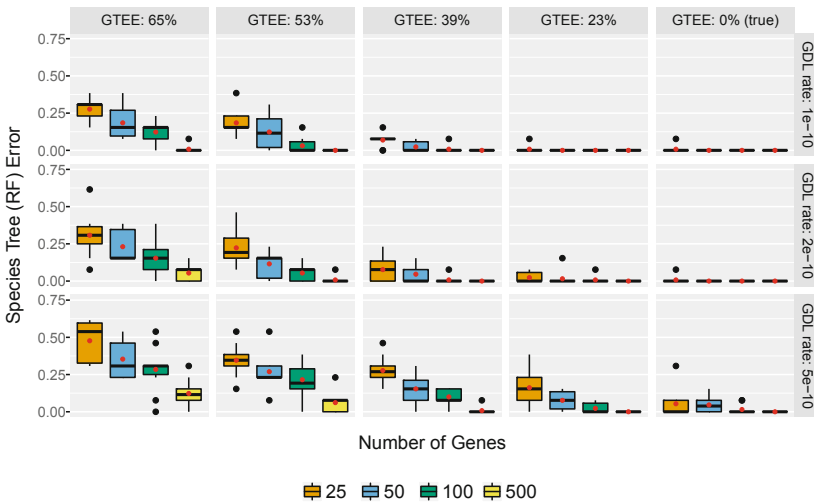 GTEE: 65%
GTEE: 53%
GTEE: 39%
GTEE: 23%
GTEE: 0% (true)
Species Tree (RF) Error
0.75
0.50
0.25
0.00
GDL rate: 1e−10
0.75
0.50
0.25
0.00
GDL rate: 2e−10
0.75
0.50
0.25
0.00
GDL rate: 5e−10
Number of Genes
25
50
100
500